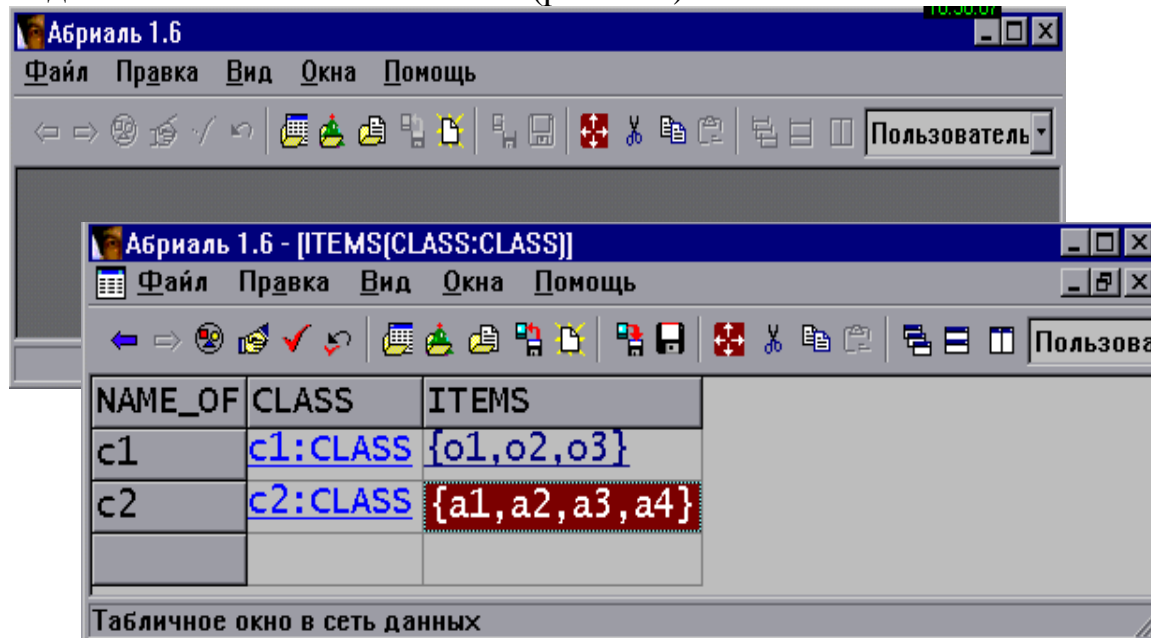 Абриаль 1.6
Файл Правка Вид Окна Помощь
Пользователь
Абриаль 1.6 - [ITEMS(CLASS:CLASS)]
Файл Правка Вид Окна Помощь
Пользова
NAME_OF CLASS ITEMS
c1 c1:CLASS {o1,o2,o3}
c2 c2:CLASS {a1,a2,a3,a4}
Табличное окно в сеть данных